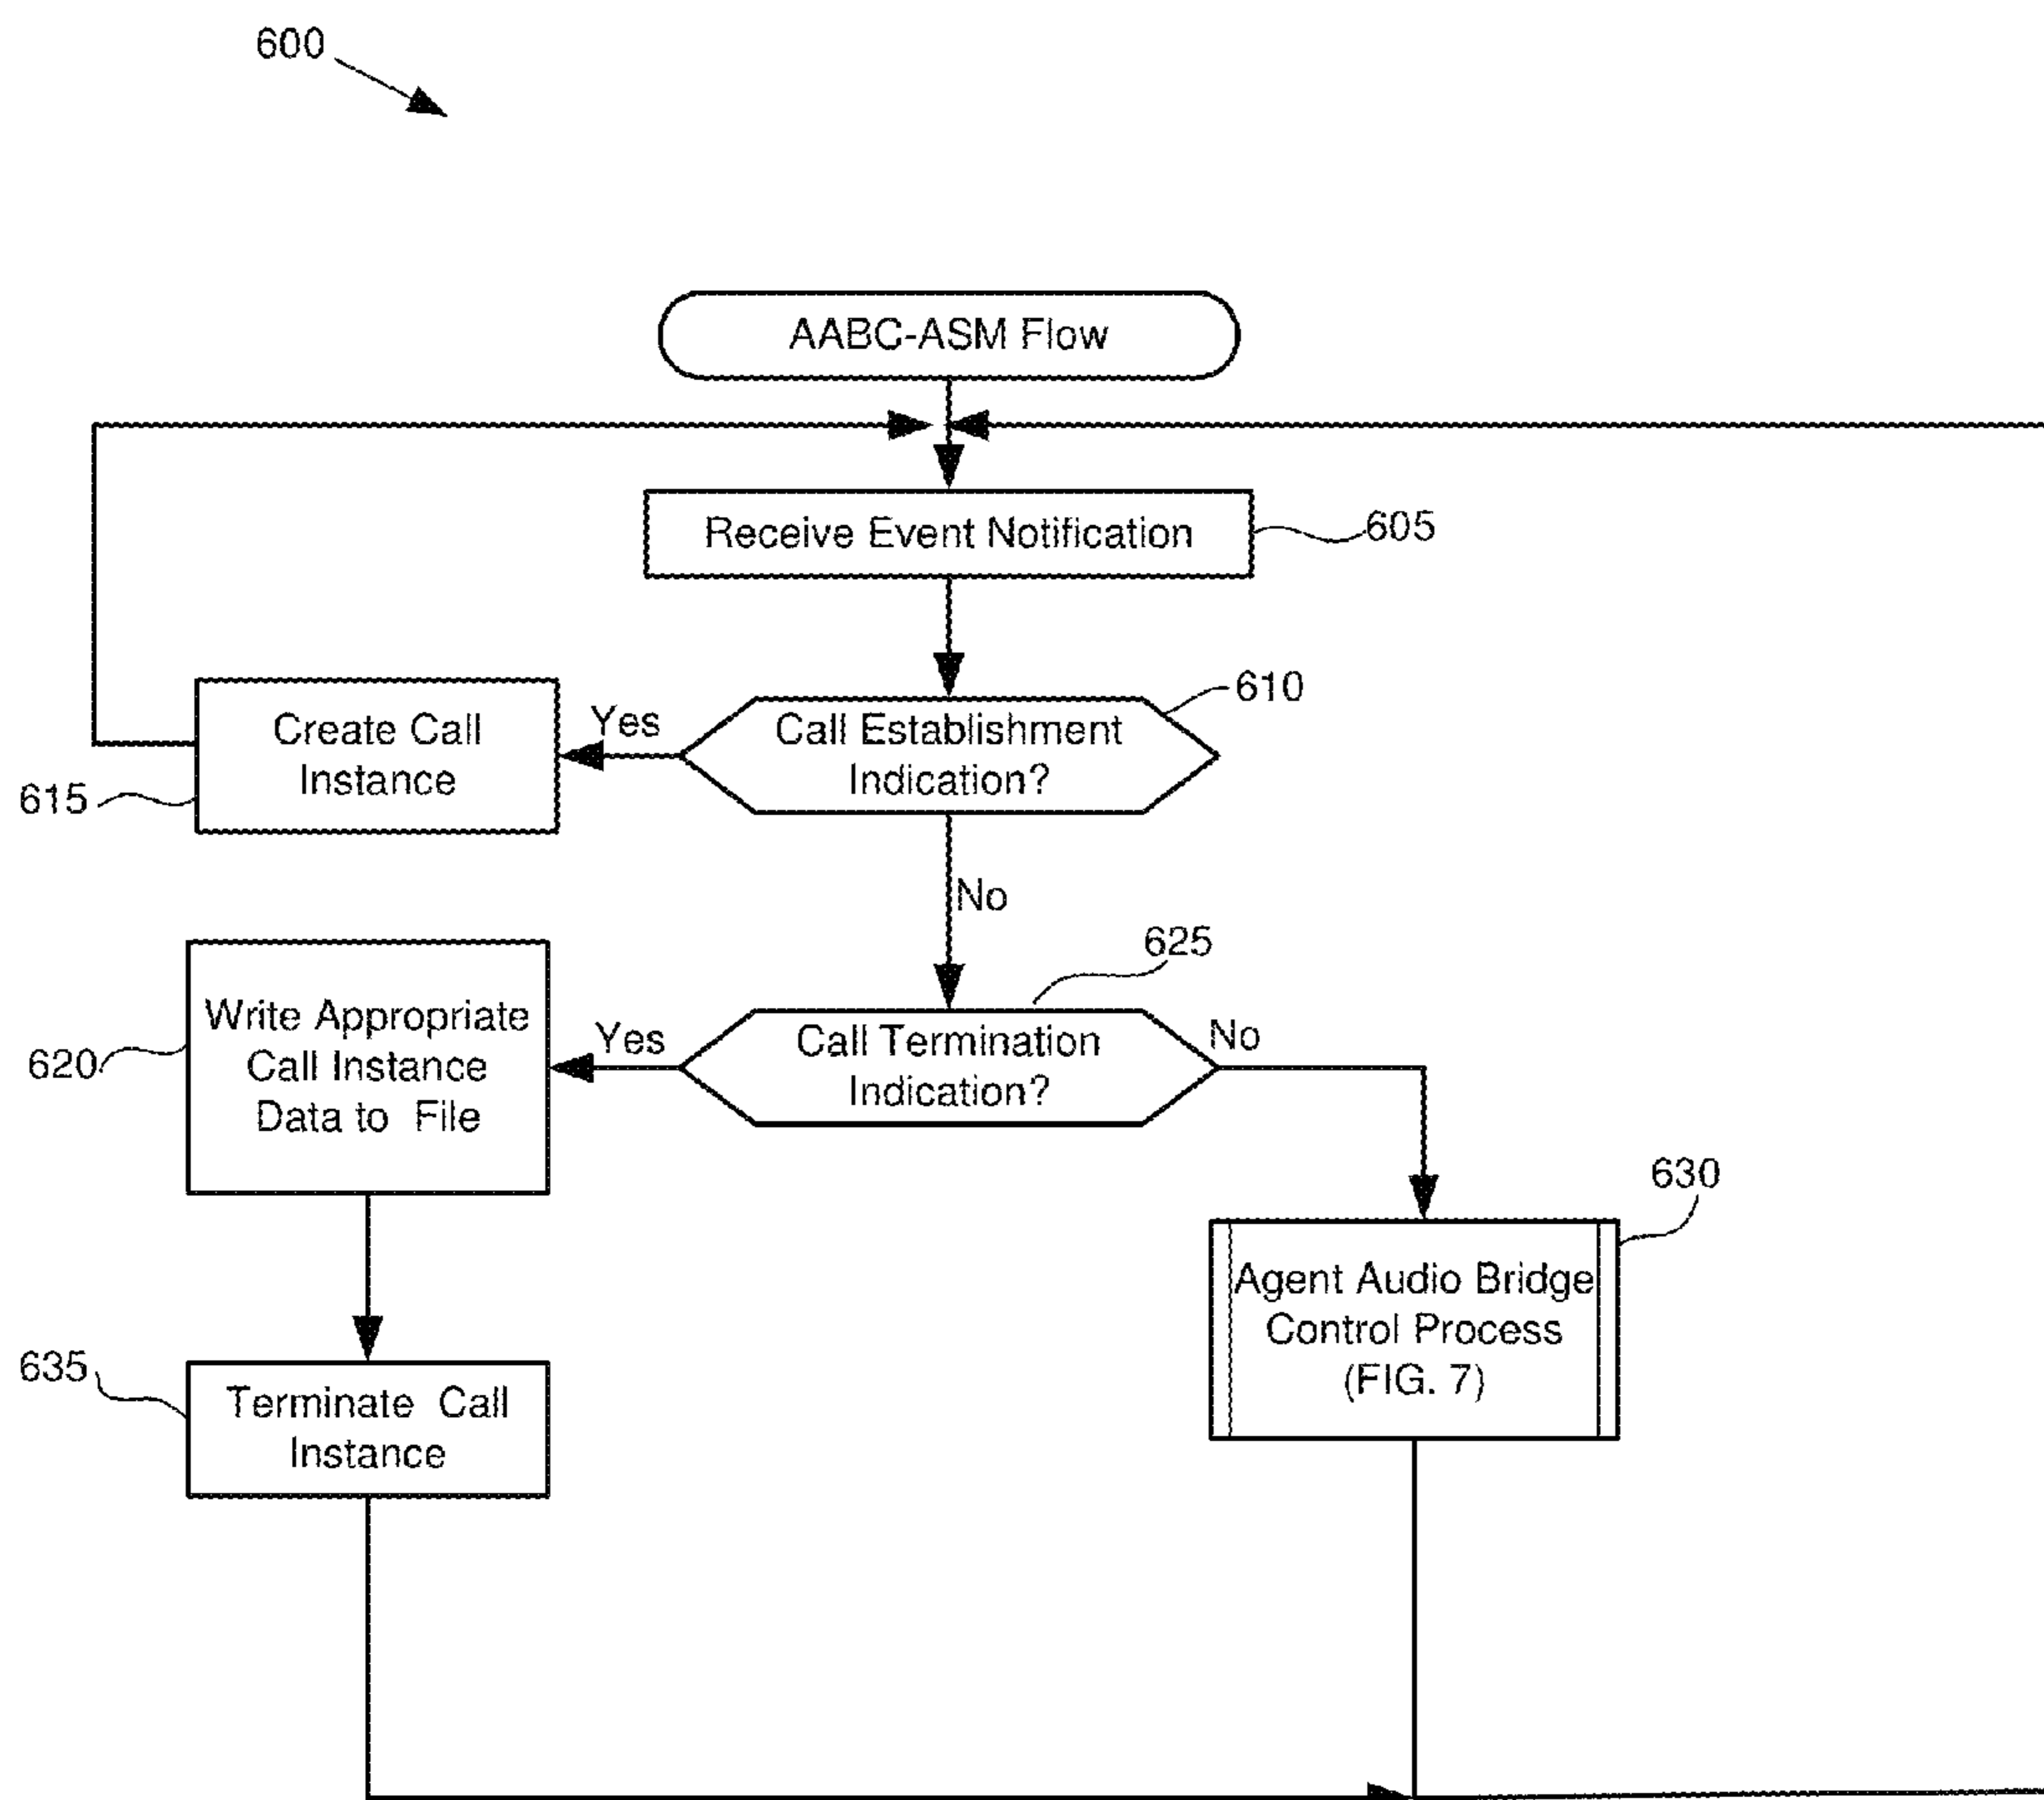 600
AABC-ASM Flow
Receive Event Notification
605
610
Call Establishment
Indication?
Yes
Create Call
Instance
615
No
625
Call Termination
Indication?
Yes
No
Write Appropriate
Call Instance
Data to File
620
630
Agent Audio Bridge
Control Process
(FIG. 7)
635
Terminate Call
Instance